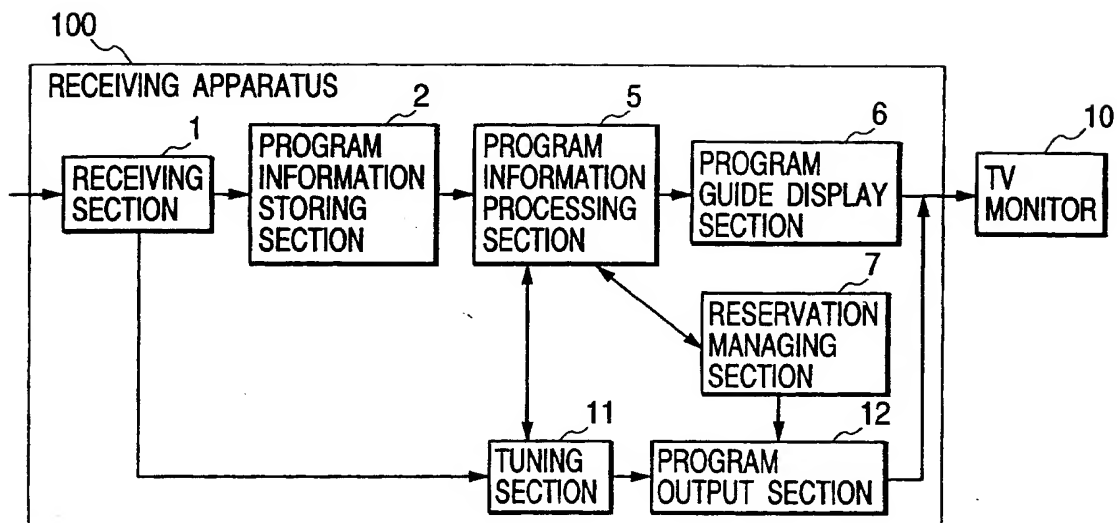 100
RECEIVING APPARATUS
1
RECEIVING
SECTION
2
PROGRAM
INFORMATION
STORING
SECTION
5
PROGRAM
INFORMATION
PROCESSING
SECTION
6
PROGRAM
GUIDE DISPLAY
SECTION
10
TV
MONITOR
7
RESERVATION
MANAGING
SECTION
11
TUNING
SECTION
12
PROGRAM
OUTPUT SECTION